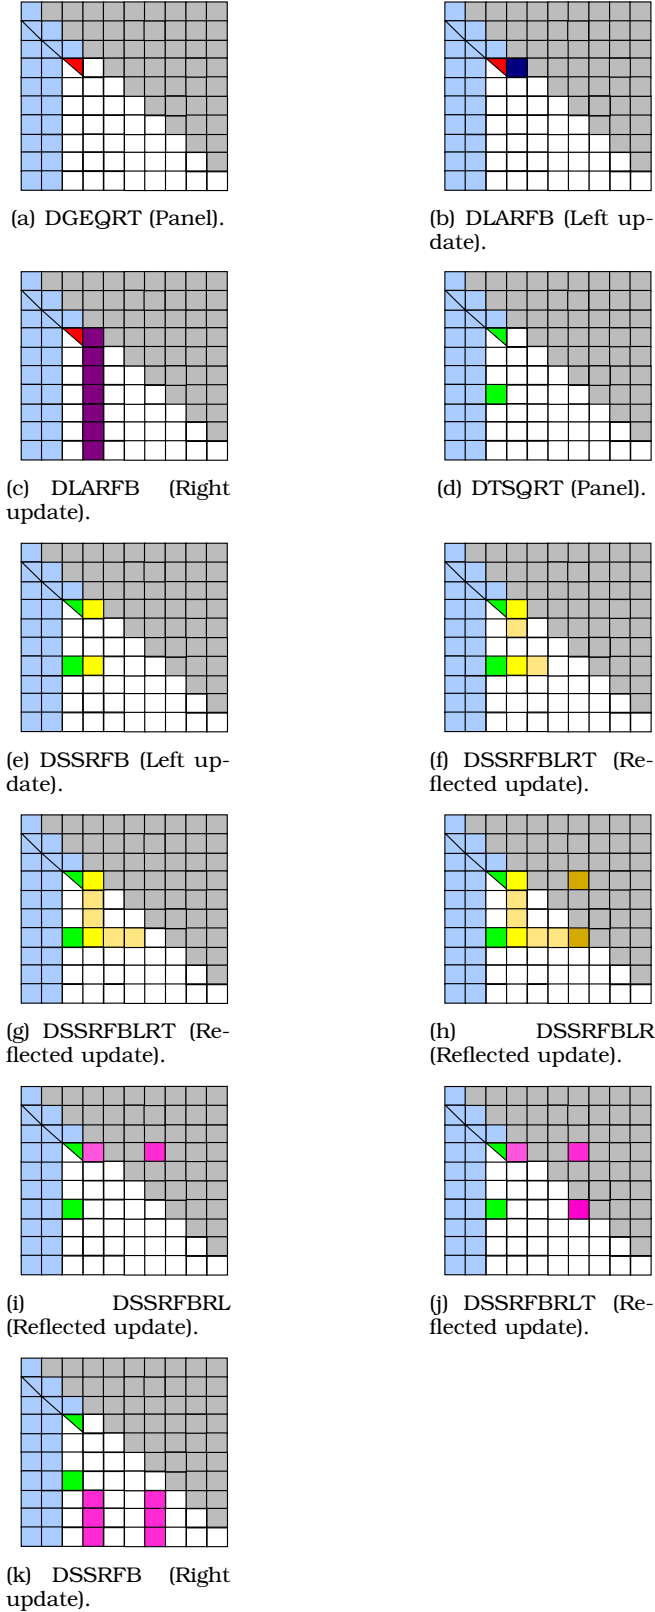 (a) DGEQRT (Panel).
(b) DLARFB (Left up-
date).
(c) DLARFB (Right
update).
(d) DTSQRT (Panel).
(e) DSSRFB (Left up-
date).
(f) DSSRFBLRT (Re-
flected update).
(g) DSSRFBLRT (Re-
flected update).
(h) DSSRFBLR
(Reflected update).
(i) DSSRFBRL
(Reflected update).
(j) DSSRFBRLT (Re-
flected update).
(k) DSSRFB (Right
update).